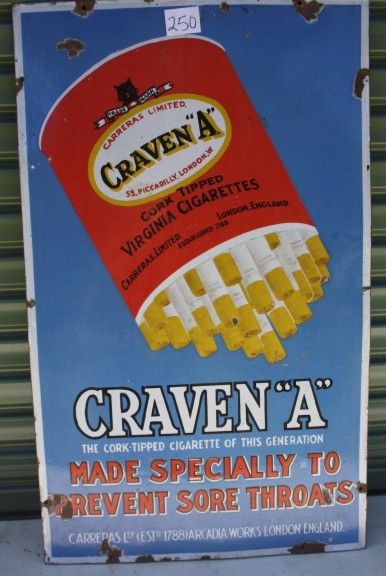 250
TRADE MARK
CARRERAS LIMITED.
CRAVEN "A"
55, PICCADILLY, LONDON, W
CORK TIPPED
VIRGINIA CIGARETTES
CARRERAS, LIMITED LONDON, ENGLAND.
ESTABLISHED 1788
CRAVEN "A"
THE CORK-TIPPED CIGARETTE OF THIS GENERATION
MADE SPECIALLY TO
PREVENT SORE THROATS
CARRERAS LTD (ESTD 1788) ARCADIA WORKS LONDON ENGLAND.